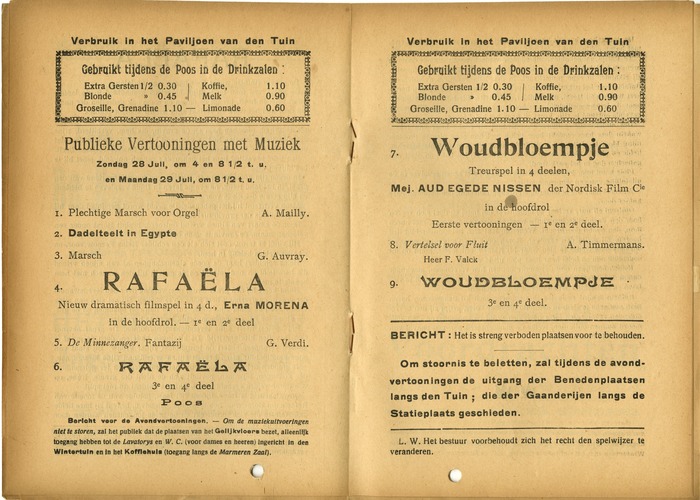 Verbruik in het Paviljoen van den Tuin
Gebruikt tijdens de Poos in de Drinkzalen :
Extra Gersten 1/2 0.30 Koffie, 1.10
Blonde » 0.45 Melk 0.90
Groseille, Grenadine 1.10 — Limonade 0.60
Publieke Vertooningen met Muziek
Zondag 28 Juli, om 4 en 8 1/2 t. u.
en Maandag 29 Juli, om 8 1/2 t. u.
1. Plechtige Marsch voor Orgel A. Mailly.
2. Dadelteelt in Egypte
3. Marsch G. Auvray.
4. RAFAËLA
Nieuw dramatisch filmspel in 4 d., Erna MORENA
in de hoofdrol. — 1e en 2e deel
5. De Minnezanger. Fantazij G. Verdi.
6. RAFAËLA
3e en 4e deel
Poos
Bericht voor de Avondvertooningen. — Om de muziekuitvoeringen
niet te storen, zal het publiek dat de plaatsen van het Gelijkvloers bezet, alleenlijk
toegang hebben tot de Lavatorys en W. C. (voor dames en heeren) ingericht in den
Wintertuin en in het Koffiehuis (toegang langs de Marmeren Zaal).
Verbruik in het Paviljoen van den Tuin
Gebruikt tijdens de Poos in de Drinkzalen :
Extra Gersten 1/2 0.30 Koffie, 1.10
Blonde » 0.45 Melk 0.90
Groseille, Grenadine 1.10 — Limonade 0.60
7. Woudbloempje
Treurspel in 4 deelen,
Mej. AUD EGEDE NISSEN der Nordisk Film Cie
in de hoofdrol
Eerste vertooningen — 1e en 2e deel.
8. Vertelsel voor Fluit A. Timmermans.
Heer F. Valck
9. WOUDBLOEMPJE
3e en 4e deel.
BERICHT : Het is streng verboden plaatsen voor te behouden.
Om stoornis te beletten, zal tijdens de avond-
vertooningen de uitgang der Benedenplaatsen
langs den Tuin ; die der Gaanderijen langs de
Statieplaats geschieden.
L. W. Het bestuur voorbehoudt zich het recht den spelwijzer te
veranderen.